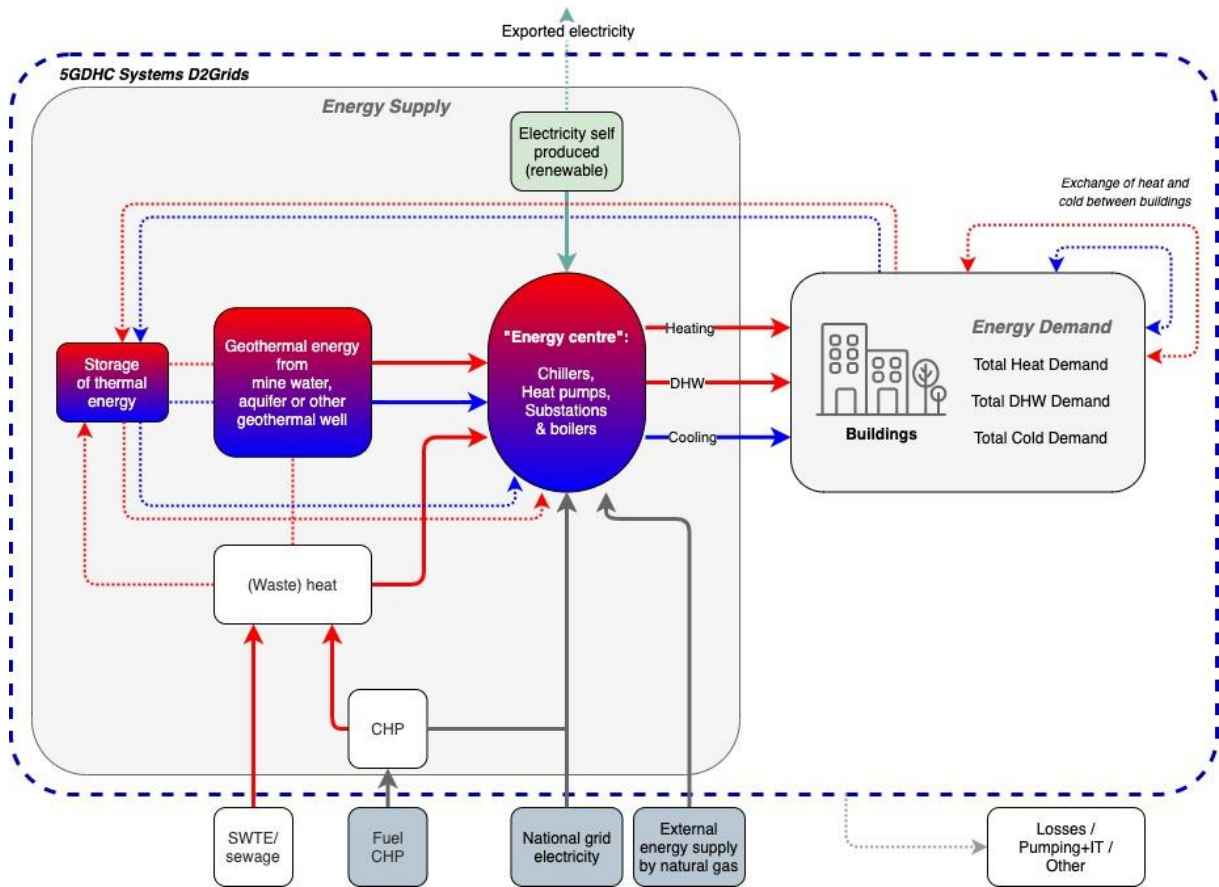 Exported electricity
5GDHC Systems D2Grids
Energy Supply
Electricity self
produced
(renewable)
Exchange of heat and
cold between buildings
Storage
of thermal
energy
Geothermal energy
from
mine water,
aquifer or other
geothermal well
"Energy centre":
Chillers,
Heat pumps,
Substations
& boilers
Heating
DHW
Cooling
Buildings
Energy Demand
Total Heat Demand
Total DHW Demand
Total Cold Demand
(Waste) heat
CHP
SWTE/
sewage
Fuel
CHP
National grid
electricity
External
energy supply
by natural gas
Losses /
Pumping+IT /
Other